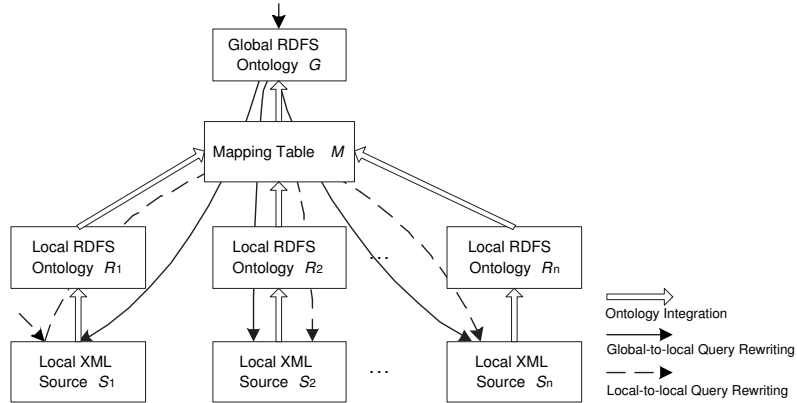 Global RDFS
Ontology G
Mapping Table M
Local RDFS
Ontology R1
Local RDFS
Ontology R2
...
Local RDFS
Ontology Rn
Local XML
Source S1
Local XML
Source S2
...
Local XML
Source Sn
Ontology Integration
Global-to-local Query Rewriting
Local-to-local Query Rewriting